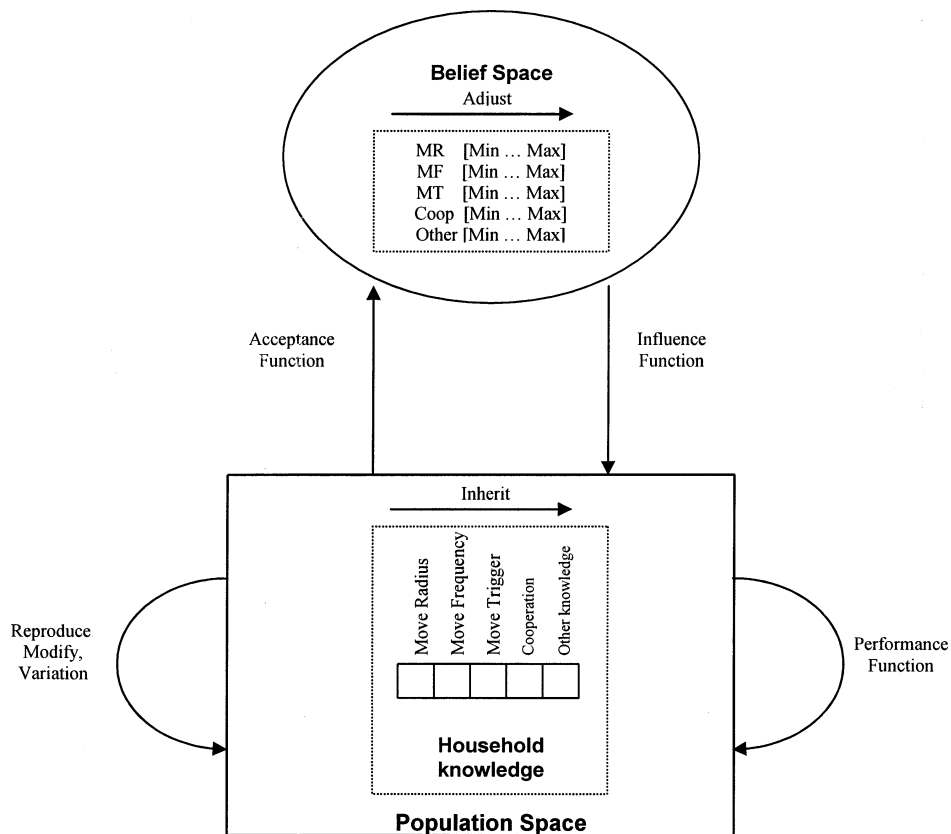 Belief Space
Adjust
MR [Min ... Max]
MF [Min ... Max]
MT [Min ... Max]
Coop [Min ... Max]
Other [Min ... Max]
Acceptance
Function
Influence
Function
Inherit
Move Radius
Move Frequency
Move Trigger
Cooperation
Other knowledge
Reproduce
Modify,
Variation
Performance
Function
Household
knowledge
Population Space